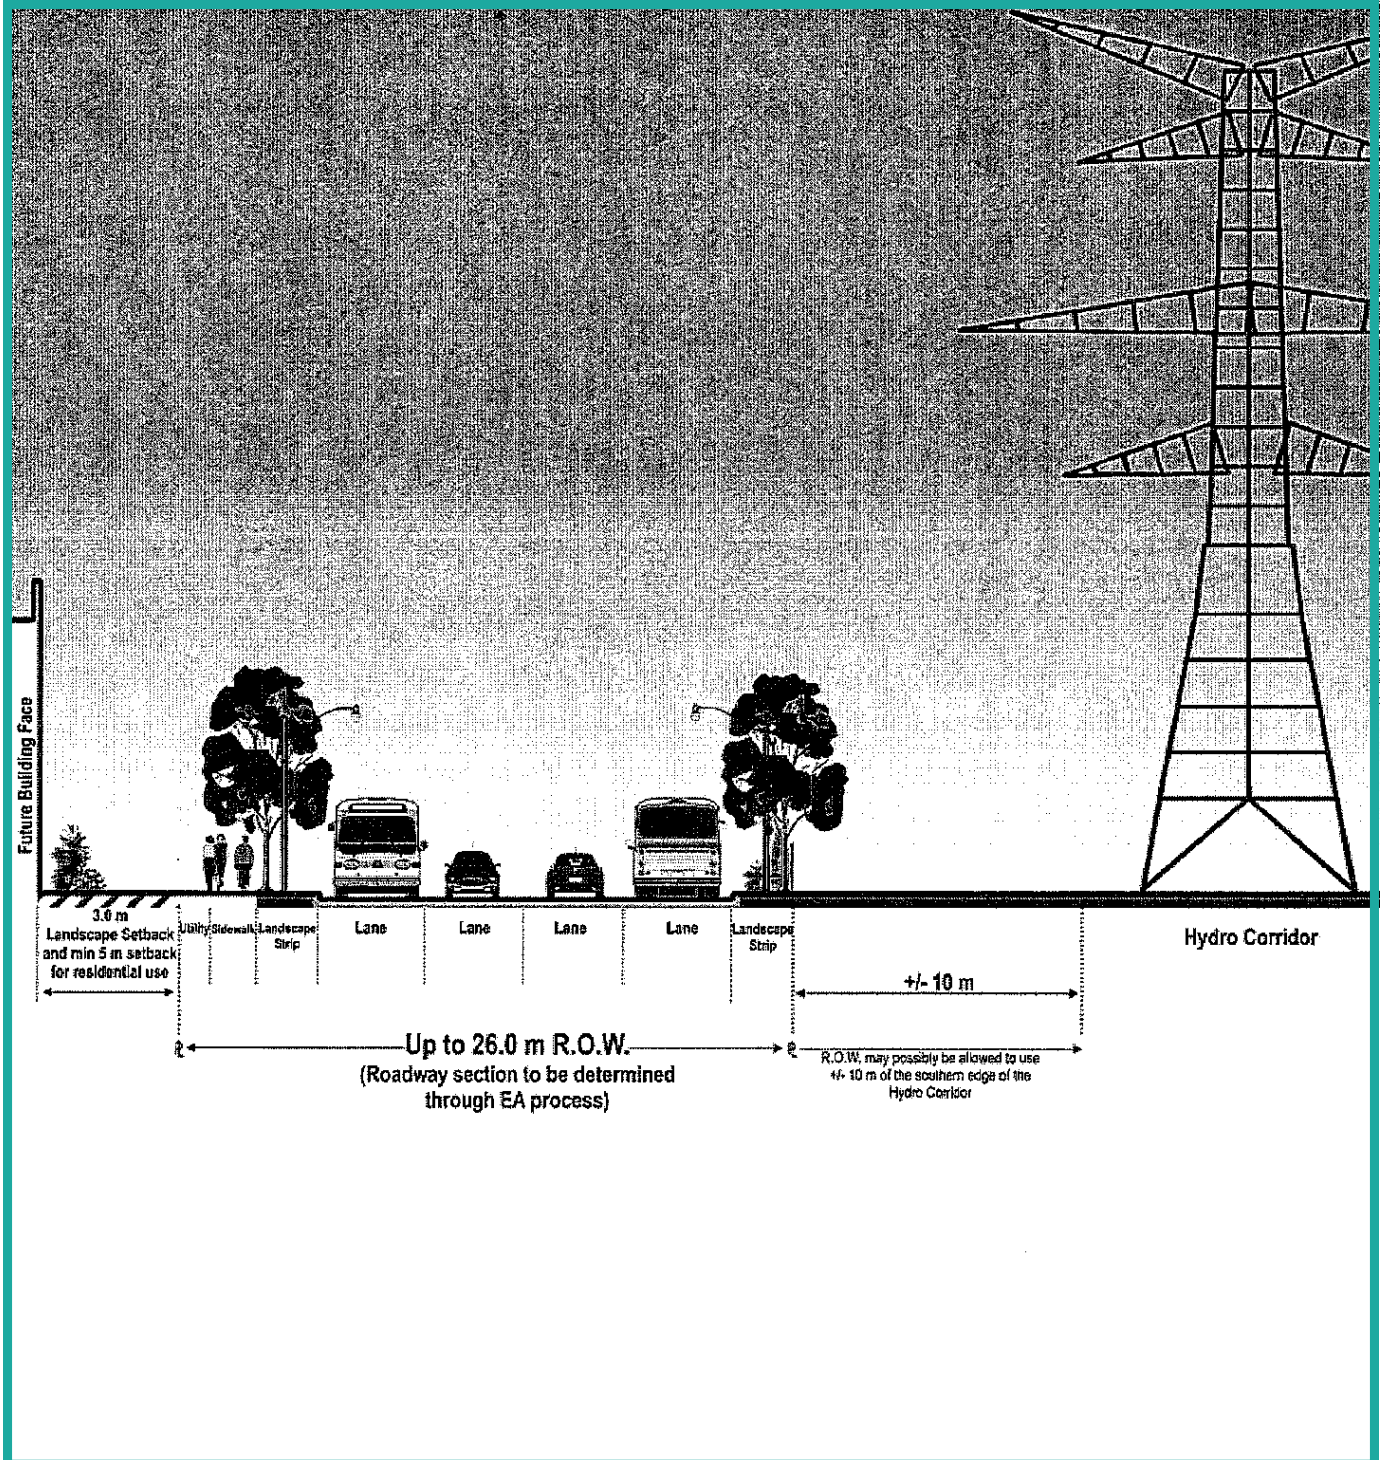 Future Building Face
3.0 m
Landscape Setback
and min 5 m setback
for residential use
Utility
Sidewalk
Landscape
Strip
Lane
Lane
Lane
Lane
Landscape
Strip
Hydro Corridor
+/- 10 m
Up to 26.0 m R.O.W.
(Roadway section to be determined
through EA process)
R.O.W. may possibly be allowed to use
+/- 10 m of the southern edge of the
Hydro Corridor